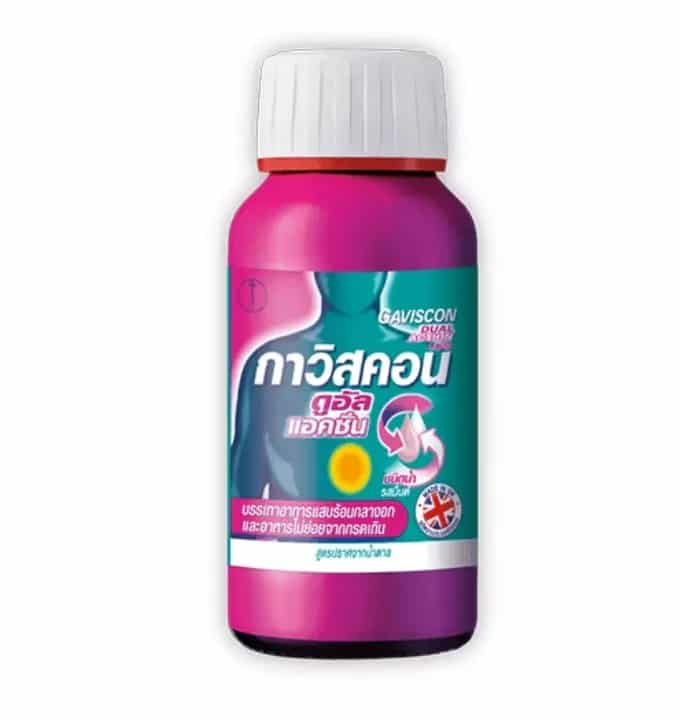 GAVISCON
DUAL
กาวิสคอน
ดูอัล
แอคชั่น
ชนิดน้ำ
รสมิ้นต์
MADE IN UK
บรรเทาอาการแสบร้อนกลางอก
และอาหารไม่ย่อยจากกรดเกิน
สูตรปราศจากน้ำตาล